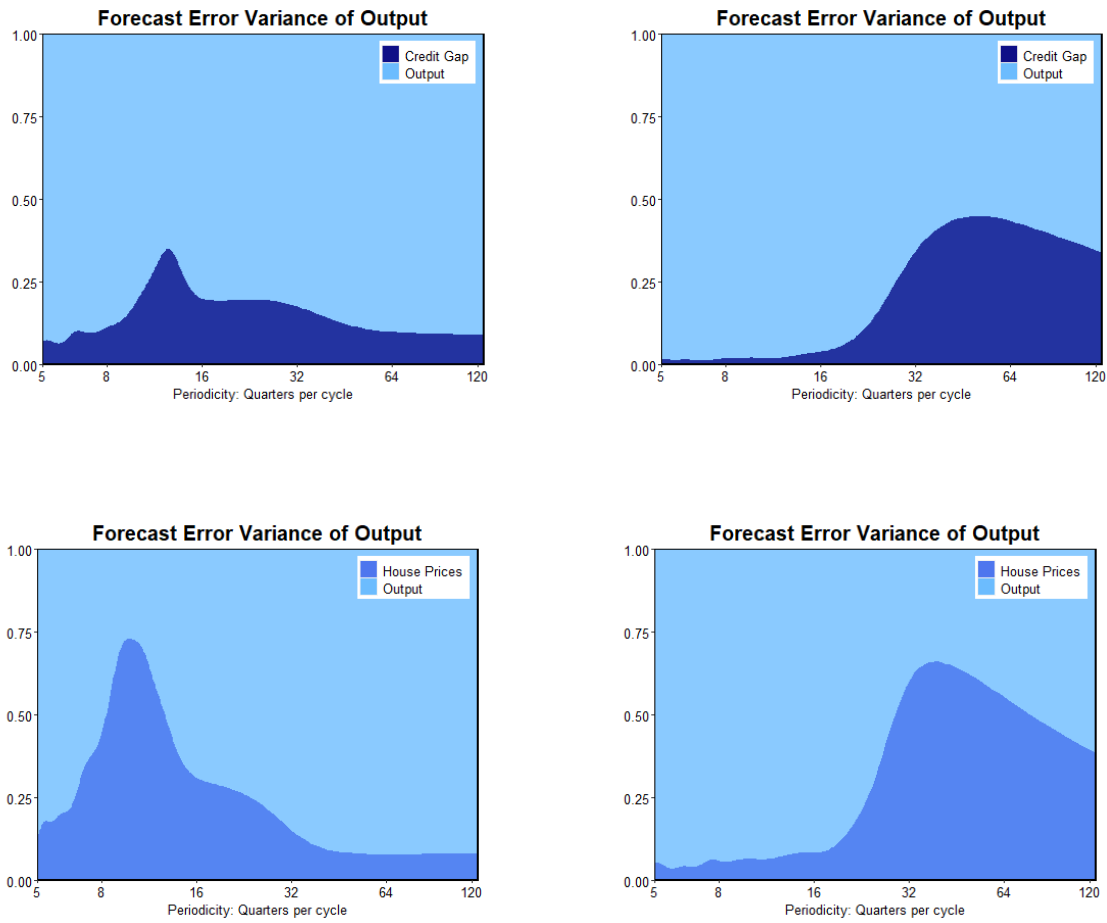 Forecast Error Variance of Output
1.00
0.75
0.50
0.25
0.00
Credit Gap
Output
5 8 16 32 64 120
Periodicity: Quarters per cycle
Forecast Error Variance of Output
1.00
0.75
0.50
0.25
0.00
Credit Gap
Output
5 8 16 32 64 120
Periodicity: Quarters per cycle
Forecast Error Variance of Output
1.00
0.75
0.50
0.25
0.00
House Prices
Output
5 8 16 32 64 120
Periodicity: Quarters per cycle
Forecast Error Variance of Output
1.00
0.75
0.50
0.25
0.00
House Prices
Output
5 8 16 32 64 120
Periodicity: Quarters per cycle